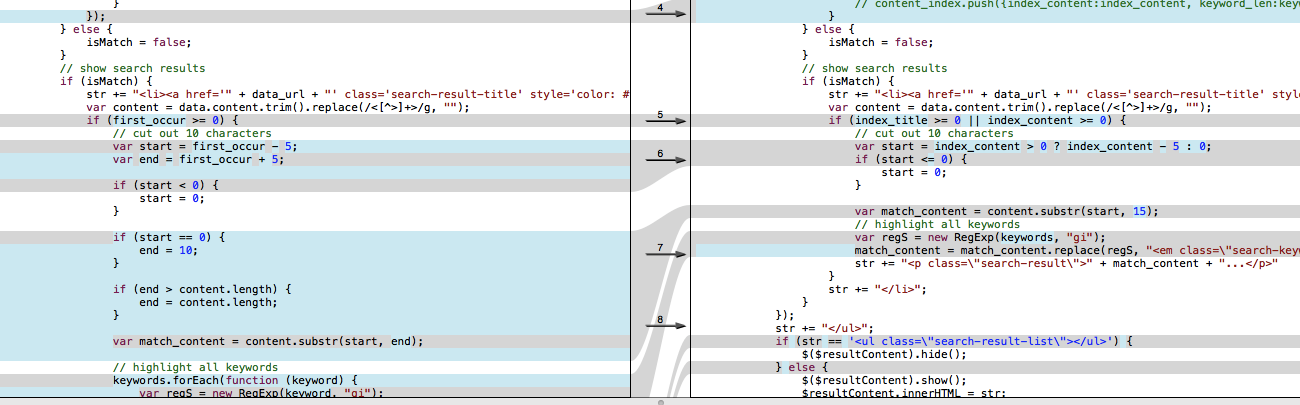 }
});
} else {
isMatch = false;
}
// show search results
if (isMatch) {
str += "<li><a href='" + data_url + "' class='search-result-title' style='color: #
var content = data.content.trim().replace(/<[^>]+>/g, "");
if (first_occur >= 0) {
// cut out 10 characters
var start = first_occur - 5;
var end = first_occur + 5;
if (start < 0) {
start = 0;
}
if (start == 0) {
end = 10;
}
if (end > content.length) {
end = content.length;
}
var match_content = content.substr(start, end);
// highlight all keywords
keywords.forEach(function (keyword) {
var regS = new RegExp(keyword, "gi");
4
5
6
7
8
// content_index.push({index_content:index_content, keyword_len:keyw
}
} else {
isMatch = false;
}
// show search results
if (isMatch) {
str += "<li><a href='" + data_url + "' class='search-result-title' styl
var content = data.content.trim().replace(/<[^>]+>/g, "");
if (index_title >= 0 || index_content >= 0) {
// cut out 10 characters
var start = index_content > 0 ? index_content - 5 : 0;
if (start <= 0) {
start = 0;
}
var match_content = content.substr(start, 15);
// highlight all keywords
var regS = new RegExp(keywords, "gi");
match_content = match_content.replace(regS, "<em class=\"search-keyw
str += "<p class=\"search-result\">" + match_content + "...</p>"
}
str += "</li>";
}
});
str += "</ul>";
if (str == '<ul class=\"search-result-list\"></ul>') {
$($resultContent).hide();
} else {
$($resultContent).show();
$resultContent.innerHTML = str;